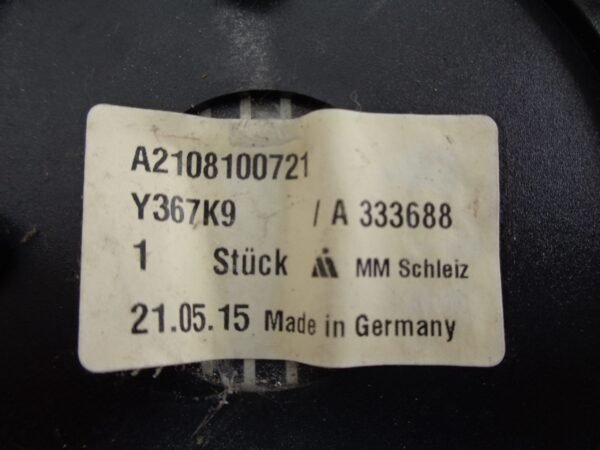 A2108100721
Y367K9 / A 333688
1 Stück MM Schleiz
21.05.15 Made in Germany